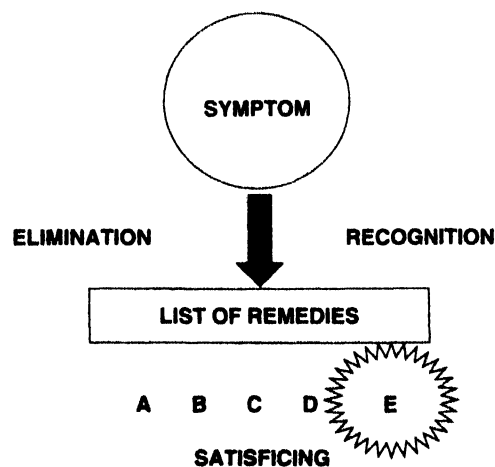 SYMPTOM
ELIMINATION RECOGNITION
LIST OF REMEDIES
A B C D E
SATISFICING